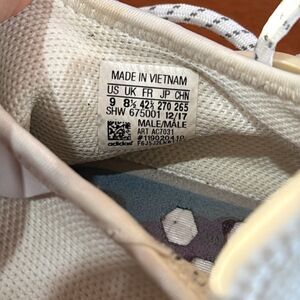 MADE IN VIETNAM
US UK FR JP CHN
9 8½ 42⅔ 270 265
SHW 675001 12/17
MALE/MÂLE
ART AC7031
adidas